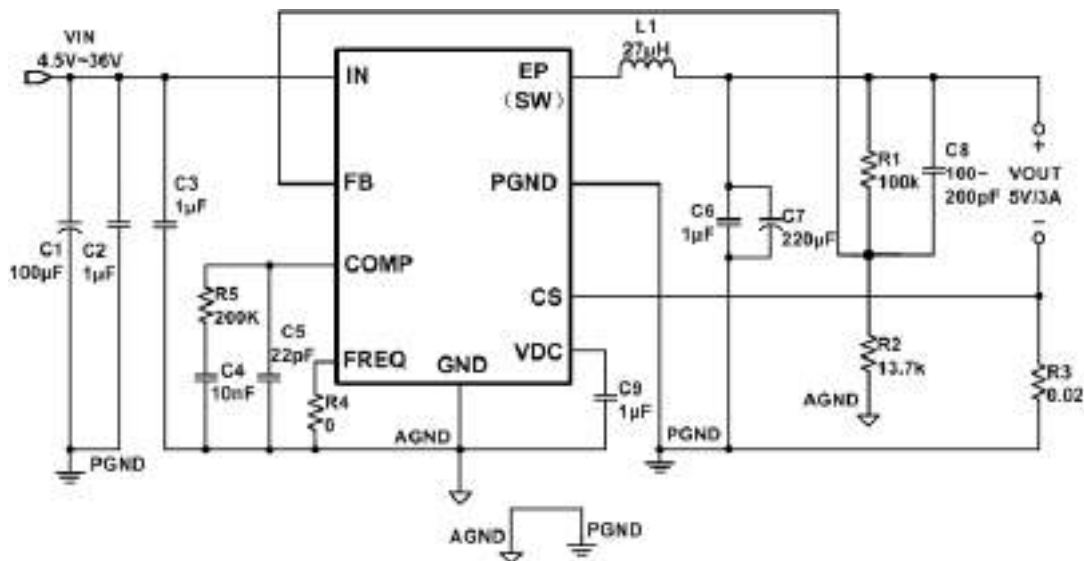 VIN
4.5V~36V
C1
100μF
C2
1μF
C3
1μF
R5
200K
C4
10nF
C5
22pF
R4
0
IN
FB
COMP
FREQ
GND
EP
(SW)
PGND
CS
VDC
L1
27μH
C6
1μF
C7
220μF
R1
100k
C8
100~
200pF
VOUT
5V/3A
+
−
R2
13.7k
R3
0.02
C9
1μF
PGND
AGND
PGND
AGND
AGND
PGND